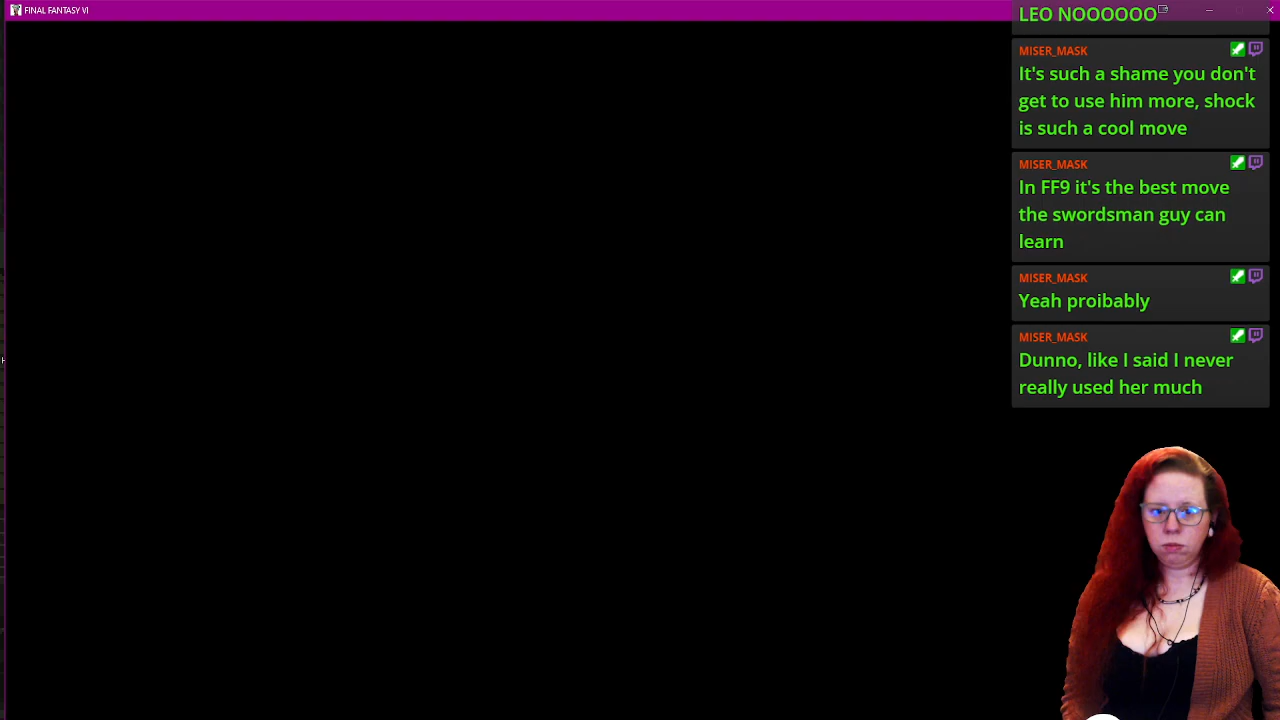 FINAL FANTASY VI
LEO NOOOOOO
MISER_MASK
It's such a shame you don't
get to use him more, shock
is such a cool move
MISER_MASK
In FF9 it's the best move
the swordsman guy can
learn
MISER_MASK
Yeah proibably
MISER_MASK
Dunno, like I said I never
really used her much